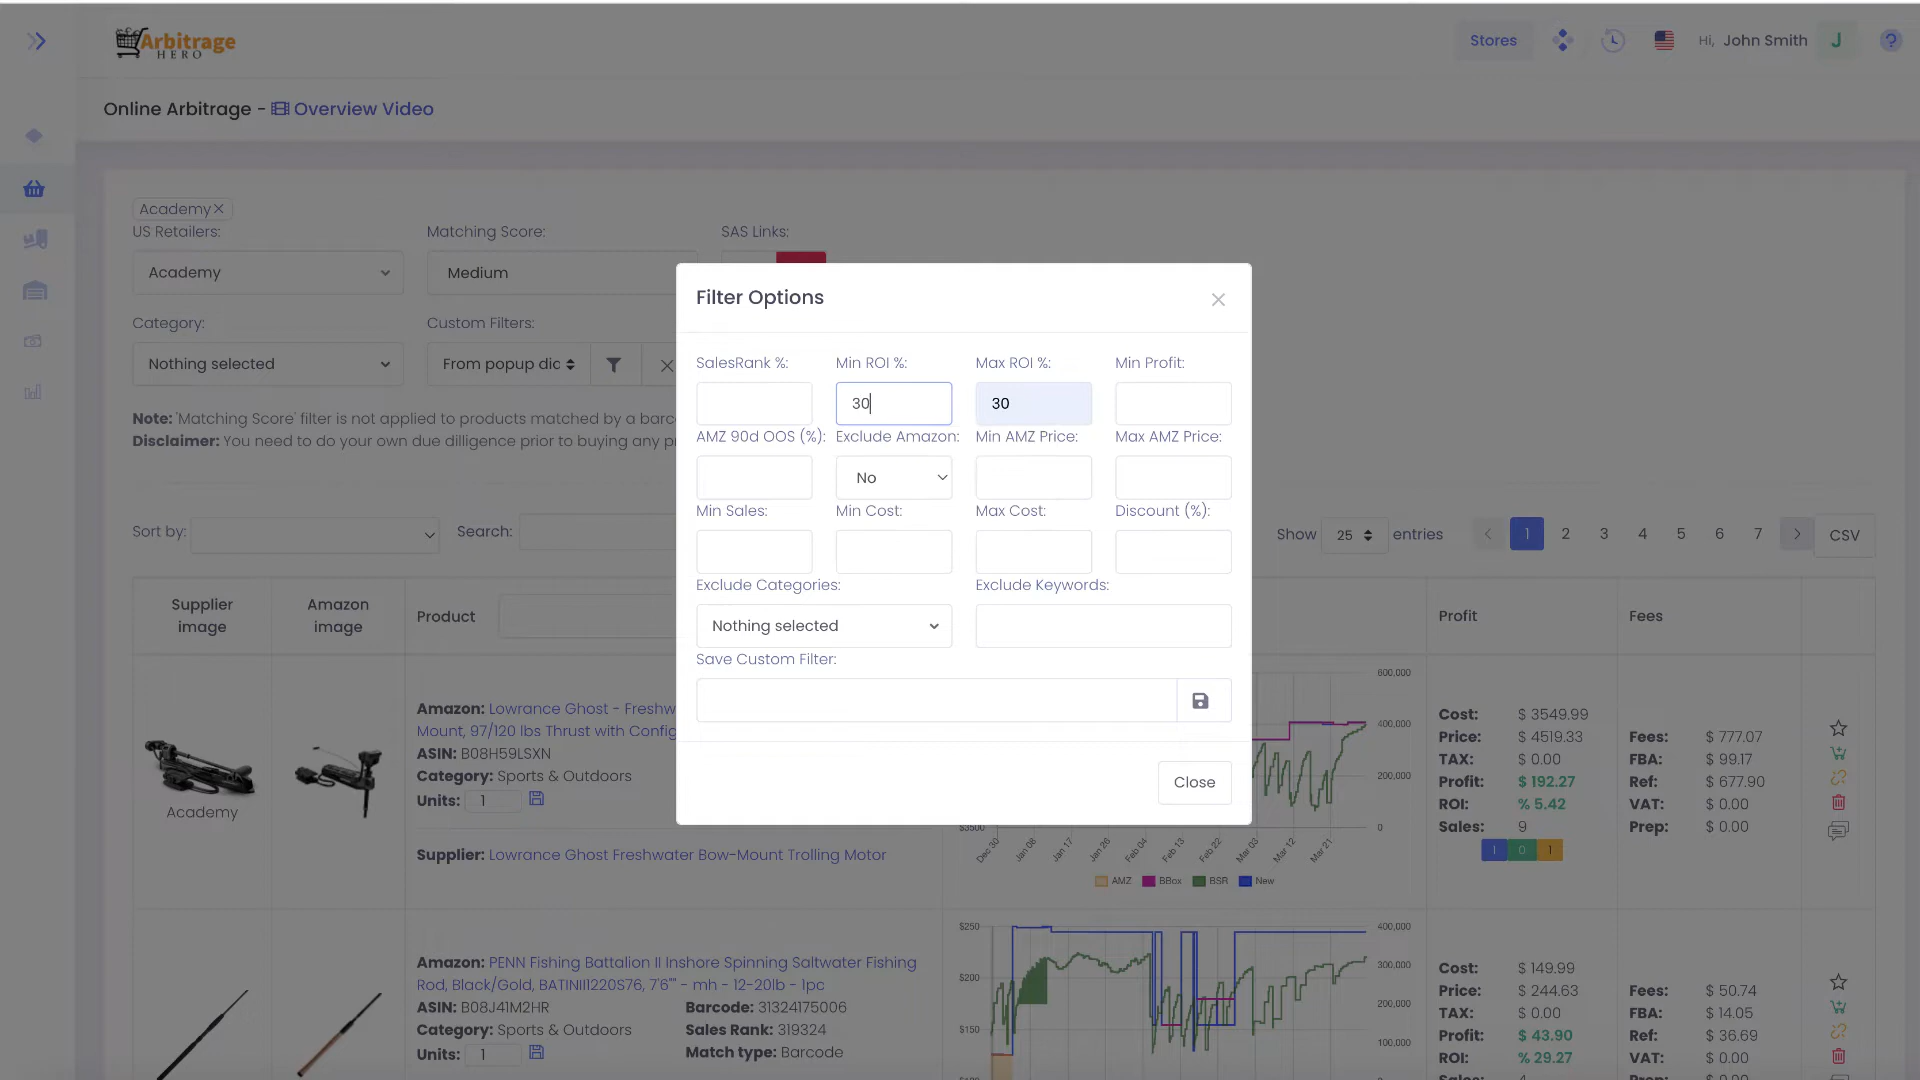 Arbitrage
HERO
Stores
Hi, John Smith
J
?
Online Arbitrage - Overview Video
Academy
US Retailers:
Matching Score:
SAS Links:
Academy
Medium
Category:
Custom Filters:
Nothing selected
From popup dic
Note: 'Matching Score' filter is not applied to products matched by a barc
Disclaimer: You need to do your own due dilligence prior to buying any p
Sort by:
Search:
Show 25 entries
1 2 3 4 5 6 7
CSV
Filter Options
SalesRank %:
Min ROI %:
Max ROI %:
Min Profit:
30
30
AMZ 90d OOS (%):
Exclude Amazon:
Min AMZ Price:
Max AMZ Price:
No
Min Sales:
Min Cost:
Max Cost:
Discount (%):
Exclude Categories:
Exclude Keywords:
Nothing selected
Save Custom Filter:
Close
Supplier image
Amazon image
Product
Profit
Fees
Academy
Amazon: Lowrance Ghost - Freshw
Mount, 97/120 lbs Thrust with Config
ASIN: B08H59LSXN
Category: Sports & Outdoors
Units: 1
Supplier: Lowrance Ghost Freshwater Bow-Mount Trolling Motor
600,000
400,000
200,000
0
$3500
Dec 30
Jan 08
Jan 17
Jan 26
Feb 04
Feb 13
Feb 22
Mar 03
Mar 12
Mar 21
AMZ
BBox
BSR
New
Cost: $ 3549.99
Price: $ 4519.33
TAX: $ 0.00
Profit: $ 192.27
ROI: % 5.42
Sales: 9
1 0 1
Fees: $ 777.07
FBA: $ 99.17
Ref: $ 677.90
VAT: $ 0.00
Prep: $ 0.00
Amazon: PENN Fishing Battalion II Inshore Spinning Saltwater Fishing
Rod, Black/Gold, BATINII1220S76, 7'6"" - mh - 12-20lb - 1pc
ASIN: B08J41M2HR
Barcode: 31324175006
Category: Sports & Outdoors
Sales Rank: 319324
Units: 1
Match type: Barcode
$250
$200
$150
400,000
300,000
200,000
100,000
Cost: $ 149.99
Price: $ 244.63
TAX: $ 0.00
Profit: $ 43.90
ROI: % 29.27
Fees: $ 50.74
FBA: $ 14.05
Ref: $ 36.69
VAT: $ 0.00